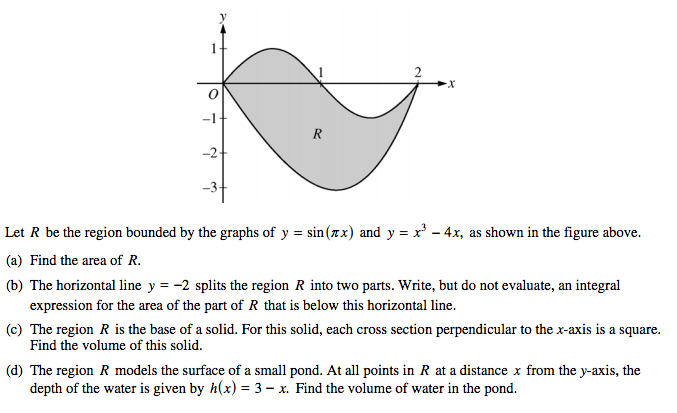 y
1
1 2
x
O
–1
R
–2
–3
Let R be the region bounded by the graphs of y = sin(πx) and y = x³ – 4x, as shown in the figure above.
(a) Find the area of R.
(b) The horizontal line y = –2 splits the region R into two parts. Write, but do not evaluate, an integral
expression for the area of the part of R that is below this horizontal line.
(c) The region R is the base of a solid. For this solid, each cross section perpendicular to the x-axis is a square.
Find the volume of this solid.
(d) The region R models the surface of a small pond. At all points in R at a distance x from the y-axis, the
depth of the water is given by h(x) = 3 – x. Find the volume of water in the pond.